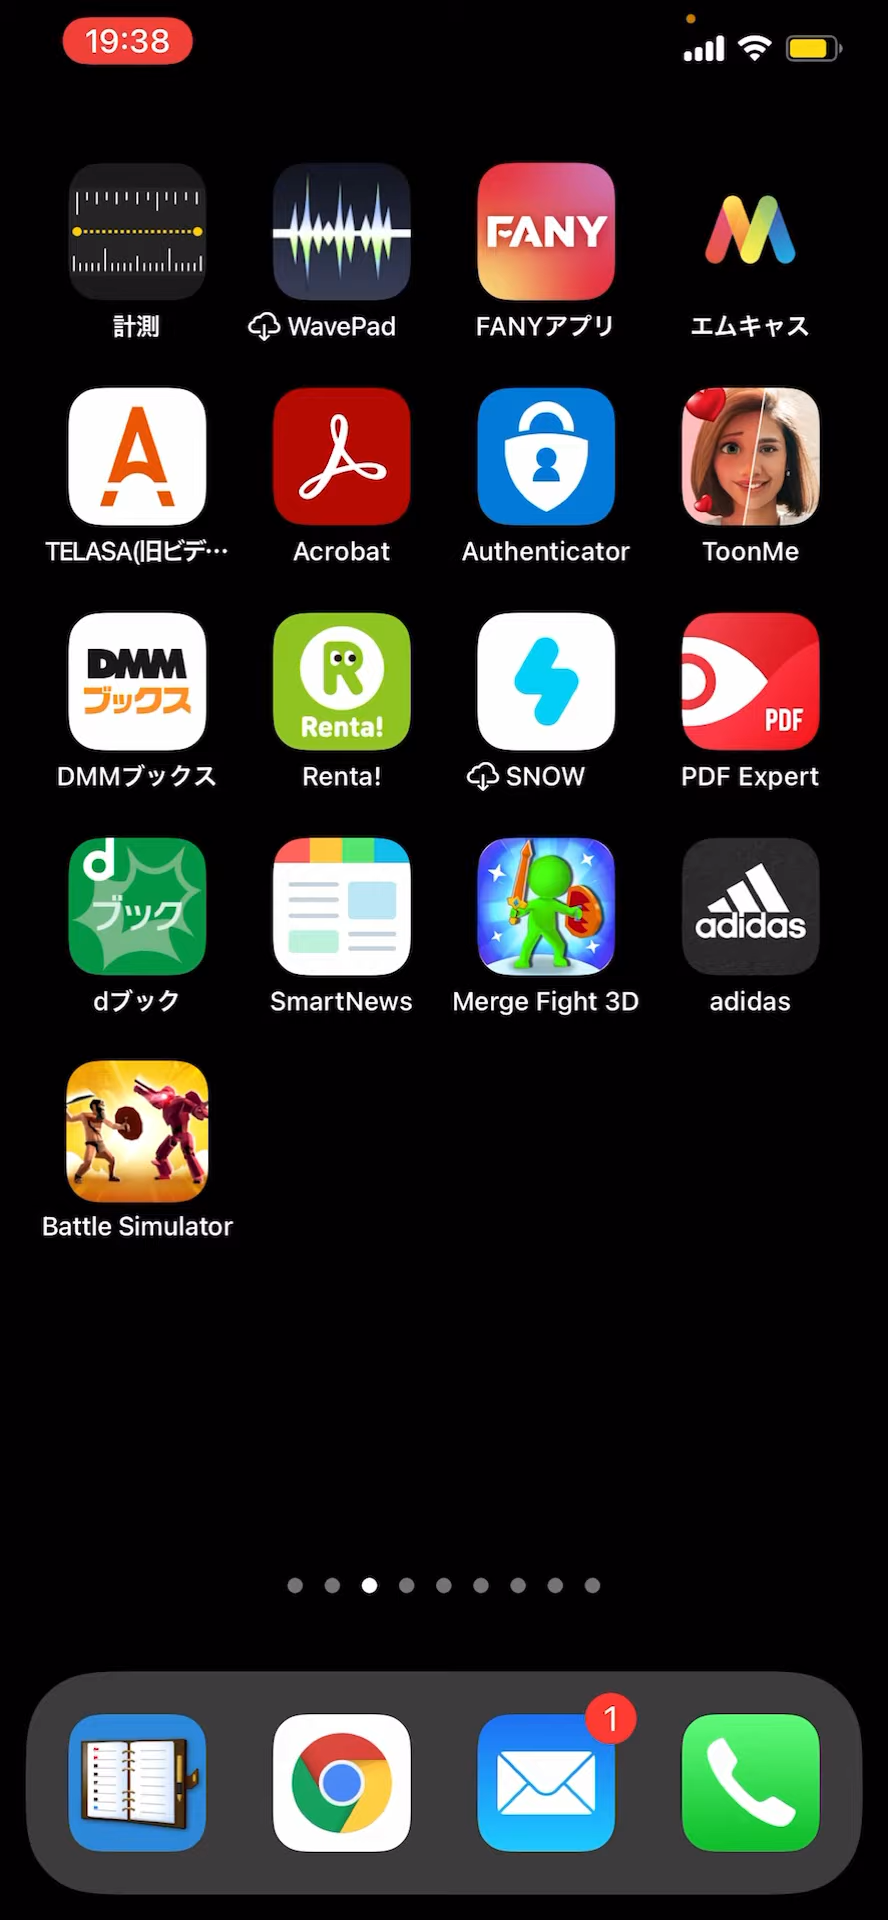 19:38
FANY
計測
WavePad
FANYアプリ
エムキャス
TELASA(旧ビデ…
Acrobat
Authenticator
ToonMe
DMM
ブックス
Renta!
PDF
DMMブックス
Renta!
SNOW
PDF Expert
d
ブック
adidas
dブック
SmartNews
Merge Fight 3D
adidas
Battle Simulator
1